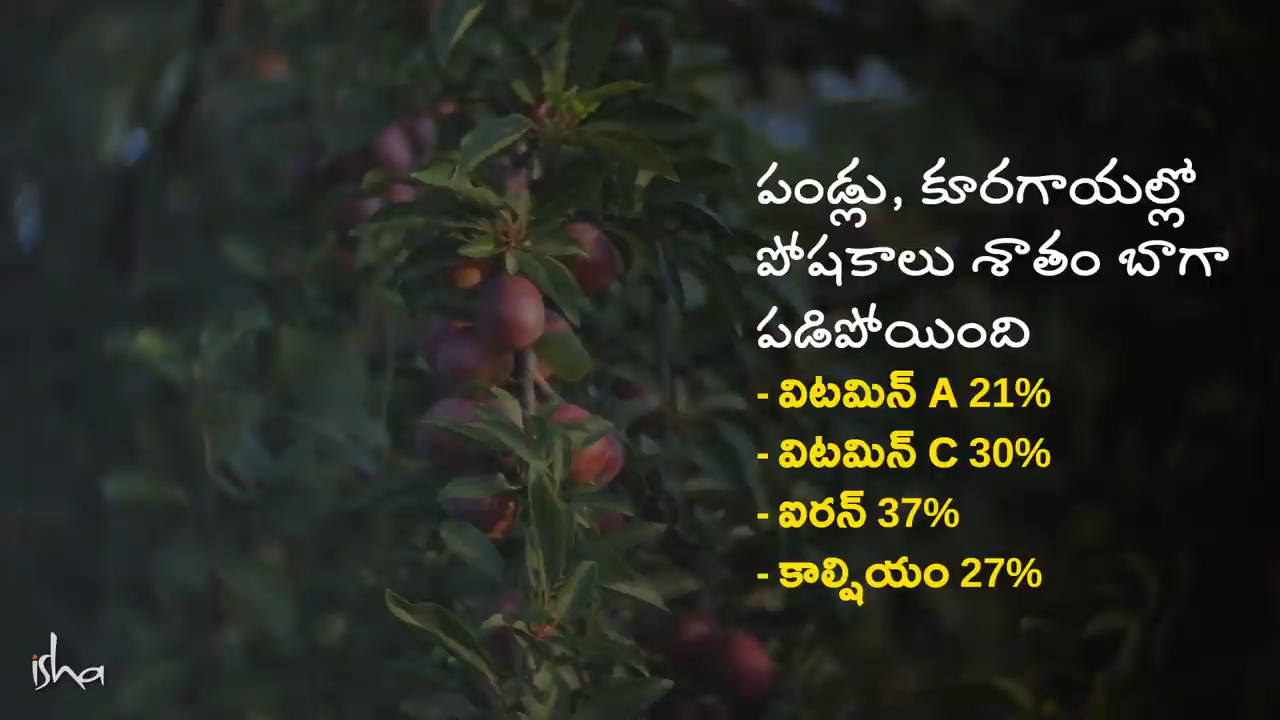 పండ్లు, కూరగాయల్లో
పోషకాలు శాతం బాగా
పడిపోయింది
- విటమిన్ A 21%
- విటమిన్ C 30%
- ఐరన్ 37%
- కాల్షియం 27%
isha